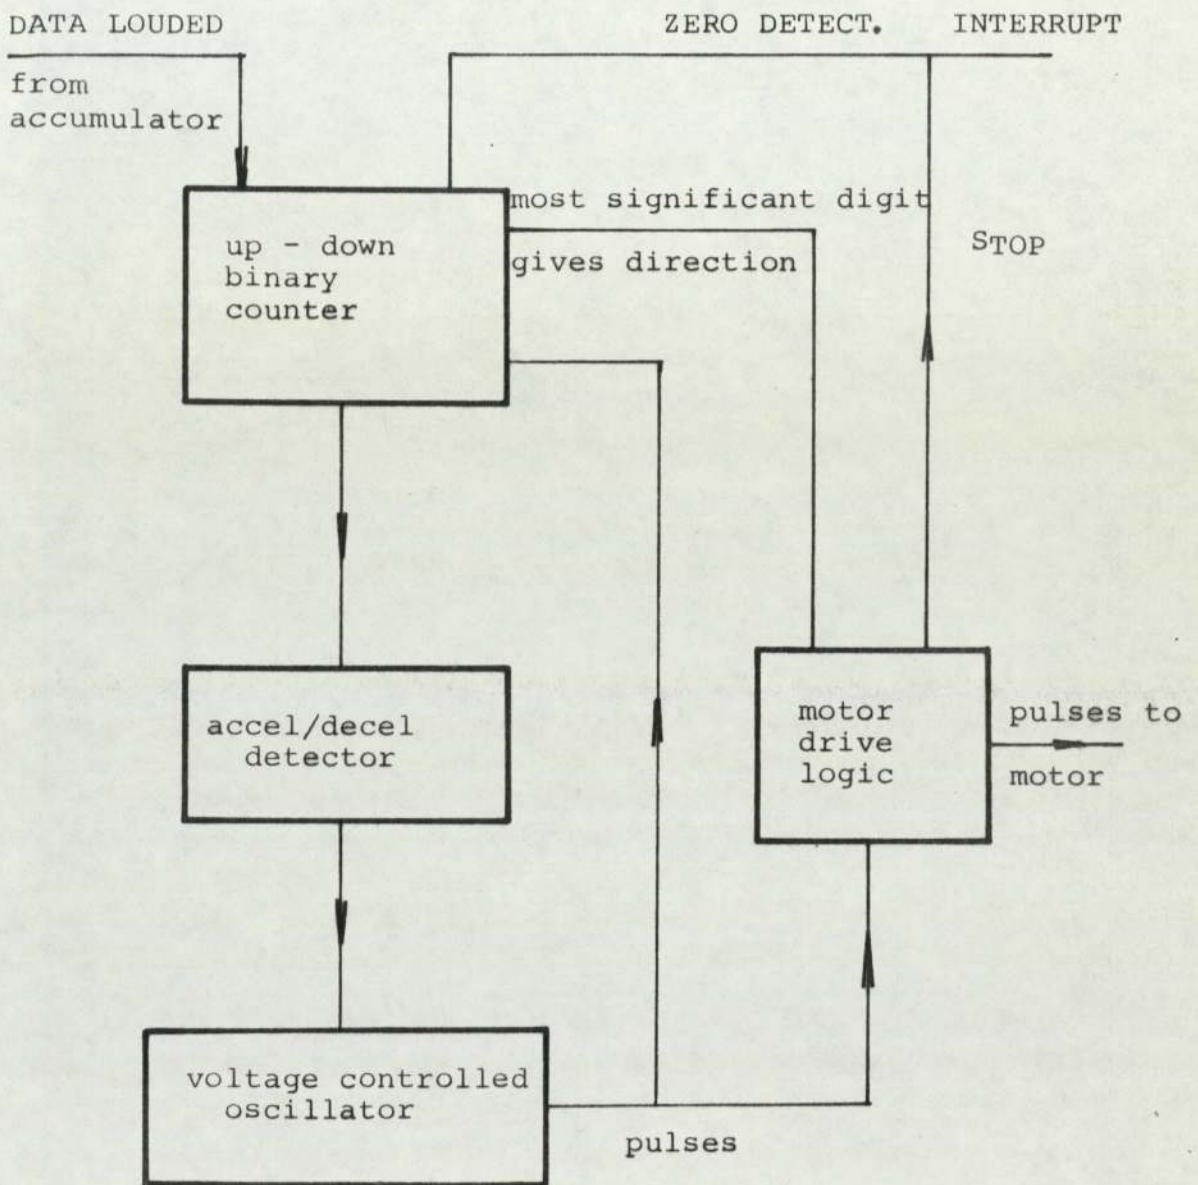 DATA LOUDED
ZERO DETECT.
INTERRUPT
from
accumulator
most significant digit
gives direction
STOP
up - down
binary
counter
accel/decel
detector
motor
drive
logic
pulses to
motor
voltage controlled
oscillator
pulses